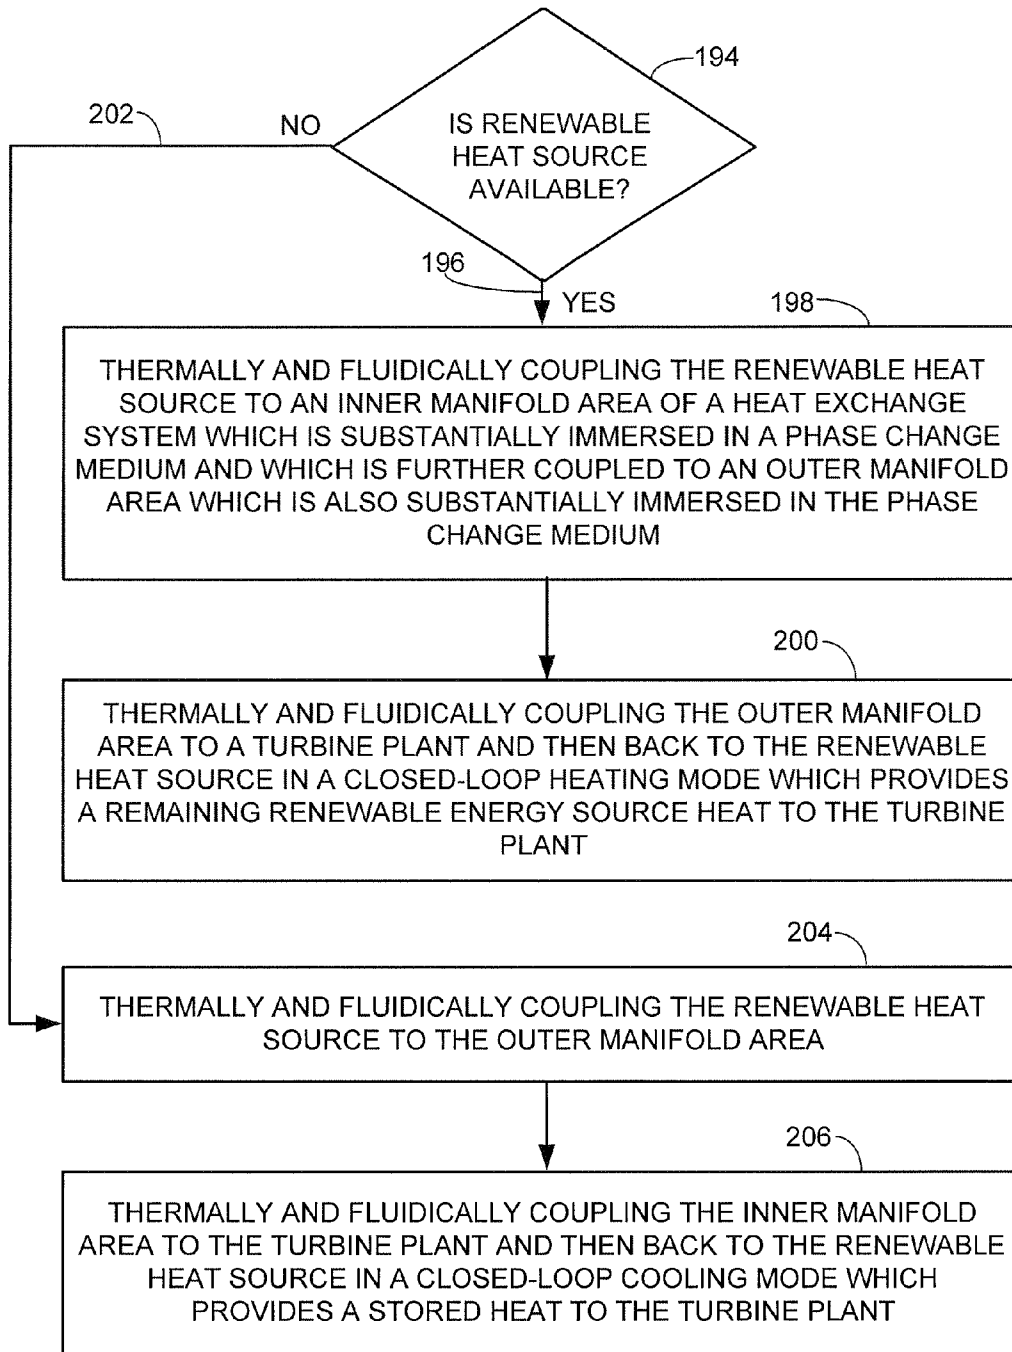 194
202
NO
IS RENEWABLE
HEAT SOURCE
AVAILABLE?
196
YES
198
THERMALLY AND FLUIDICALLY COUPLING THE RENEWABLE HEAT
SOURCE TO AN INNER MANIFOLD AREA OF A HEAT EXCHANGE
SYSTEM WHICH IS SUBSTANTIALLY IMMERSED IN A PHASE CHANGE
MEDIUM AND WHICH IS FURTHER COUPLED TO AN OUTER MANIFOLD
AREA WHICH IS ALSO SUBSTANTIALLY IMMERSED IN THE PHASE
CHANGE MEDIUM
200
THERMALLY AND FLUIDICALLY COUPLING THE OUTER MANIFOLD
AREA TO A TURBINE PLANT AND THEN BACK TO THE RENEWABLE
HEAT SOURCE IN A CLOSED-LOOP HEATING MODE WHICH PROVIDES
A REMAINING RENEWABLE ENERGY SOURCE HEAT TO THE TURBINE
PLANT
204
THERMALLY AND FLUIDICALLY COUPLING THE RENEWABLE HEAT
SOURCE TO THE OUTER MANIFOLD AREA
206
THERMALLY AND FLUIDICALLY COUPLING THE INNER MANIFOLD
AREA TO THE TURBINE PLANT AND THEN BACK TO THE RENEWABLE
HEAT SOURCE IN A CLOSED-LOOP COOLING MODE WHICH
PROVIDES A STORED HEAT TO THE TURBINE PLANT